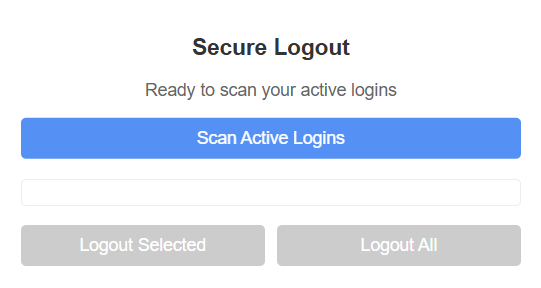 Secure Logout
Ready to scan your active logins
Scan Active Logins
Logout Selected
Logout All